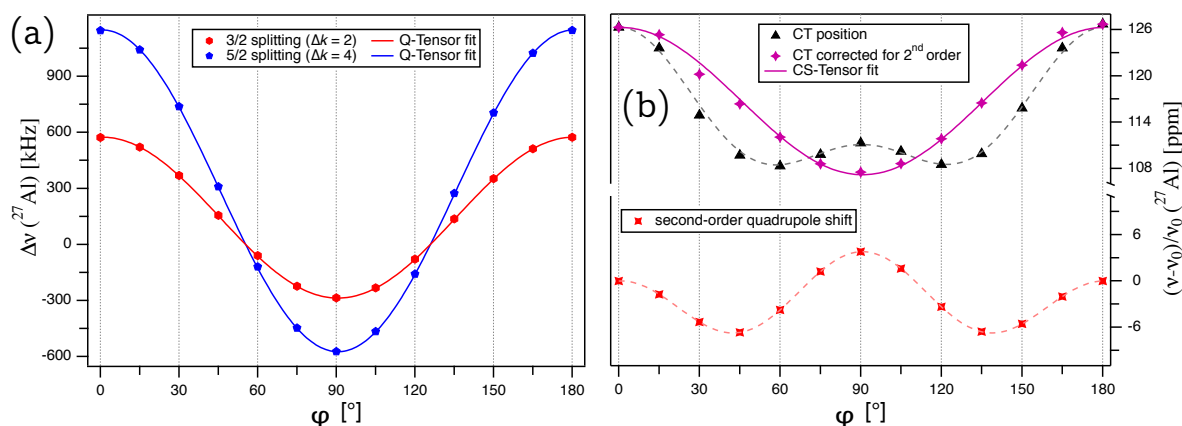 (a)
3/2 splitting (Δk = 2)
Q-Tensor fit
5/2 splitting (Δk = 4)
Q-Tensor fit
Δν (²⁷Al) [kHz]
900
600
300
0
-300
-600
0
30
60
90
120
150
180
φ [°]
(b)
CT position
CT corrected for 2ⁿᵈ order
CS-Tensor fit
second-order quadrupole shift
126
120
114
108
6
0
-6
(ν-ν₀)/ν₀ (²⁷Al) [ppm]
0
30
60
90
120
150
180
φ [°]